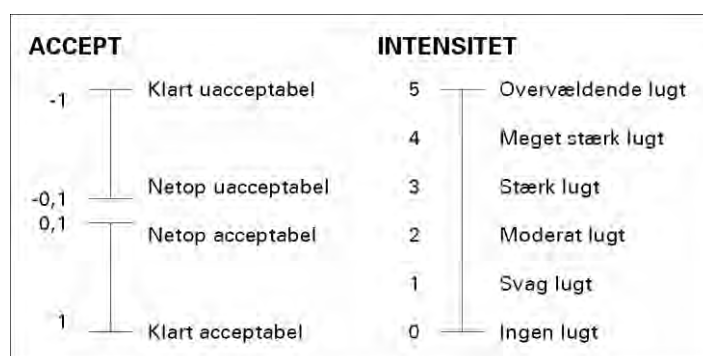 ACCEPT
-1 Klart uacceptabel
-0,1 Netop uacceptabel
0,1 Netop acceptabel
1 Klart acceptabel
INTENSITET
5 Overvældende lugt
4 Meget stærk lugt
3 Stærk lugt
2 Moderat lugt
1 Svag lugt
0 Ingen lugt